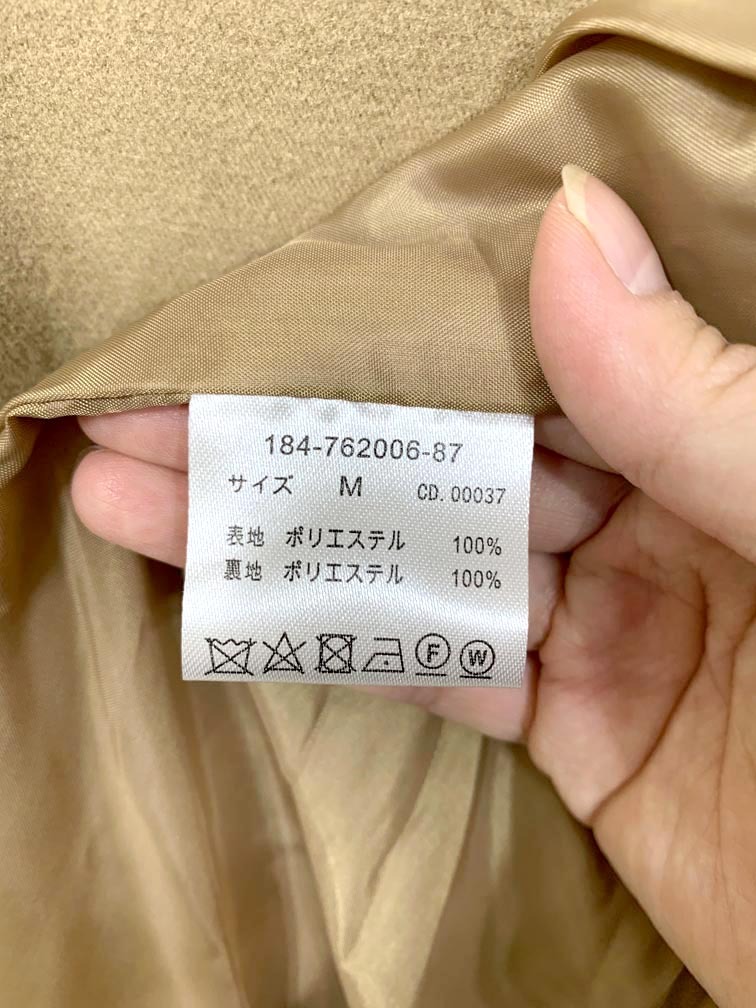 184-762006-87
サイズ M CD.00037
表地 ポリエステル 100%
裏地 ポリエステル 100%
F W